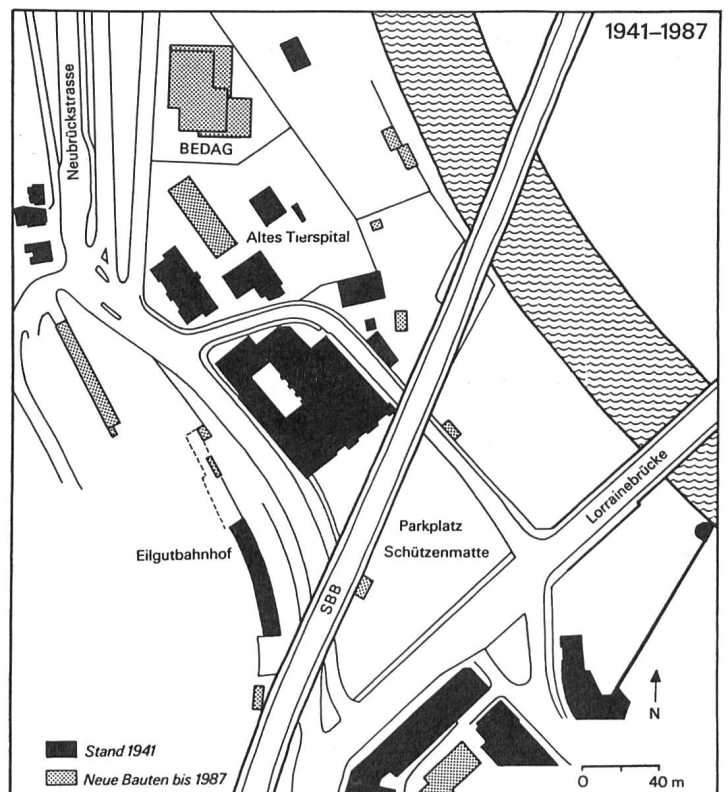 1941–1987
Neubrückstrasse
BEDAG
Altes Tierspital
Lorrainebrücke
Parkplatz
Schützenmatte
Eilgutbahnhof
SBB
N
Stand 1941
Neue Bauten bis 1987
0 40 m